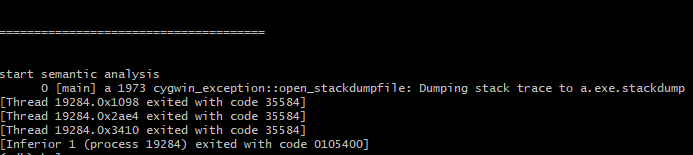 ======================================
start semantic analysis
0 [main] a 1973 cygwin_exception::open_stackdumpfile: Dumping stack trace to a.exe.stackdump
[Thread 19284.0x1098 exited with code 35584]
[Thread 19284.0x2ae4 exited with code 35584]
[Thread 19284.0x3410 exited with code 35584]
[Inferior 1 (process 19284) exited with code 0105400]